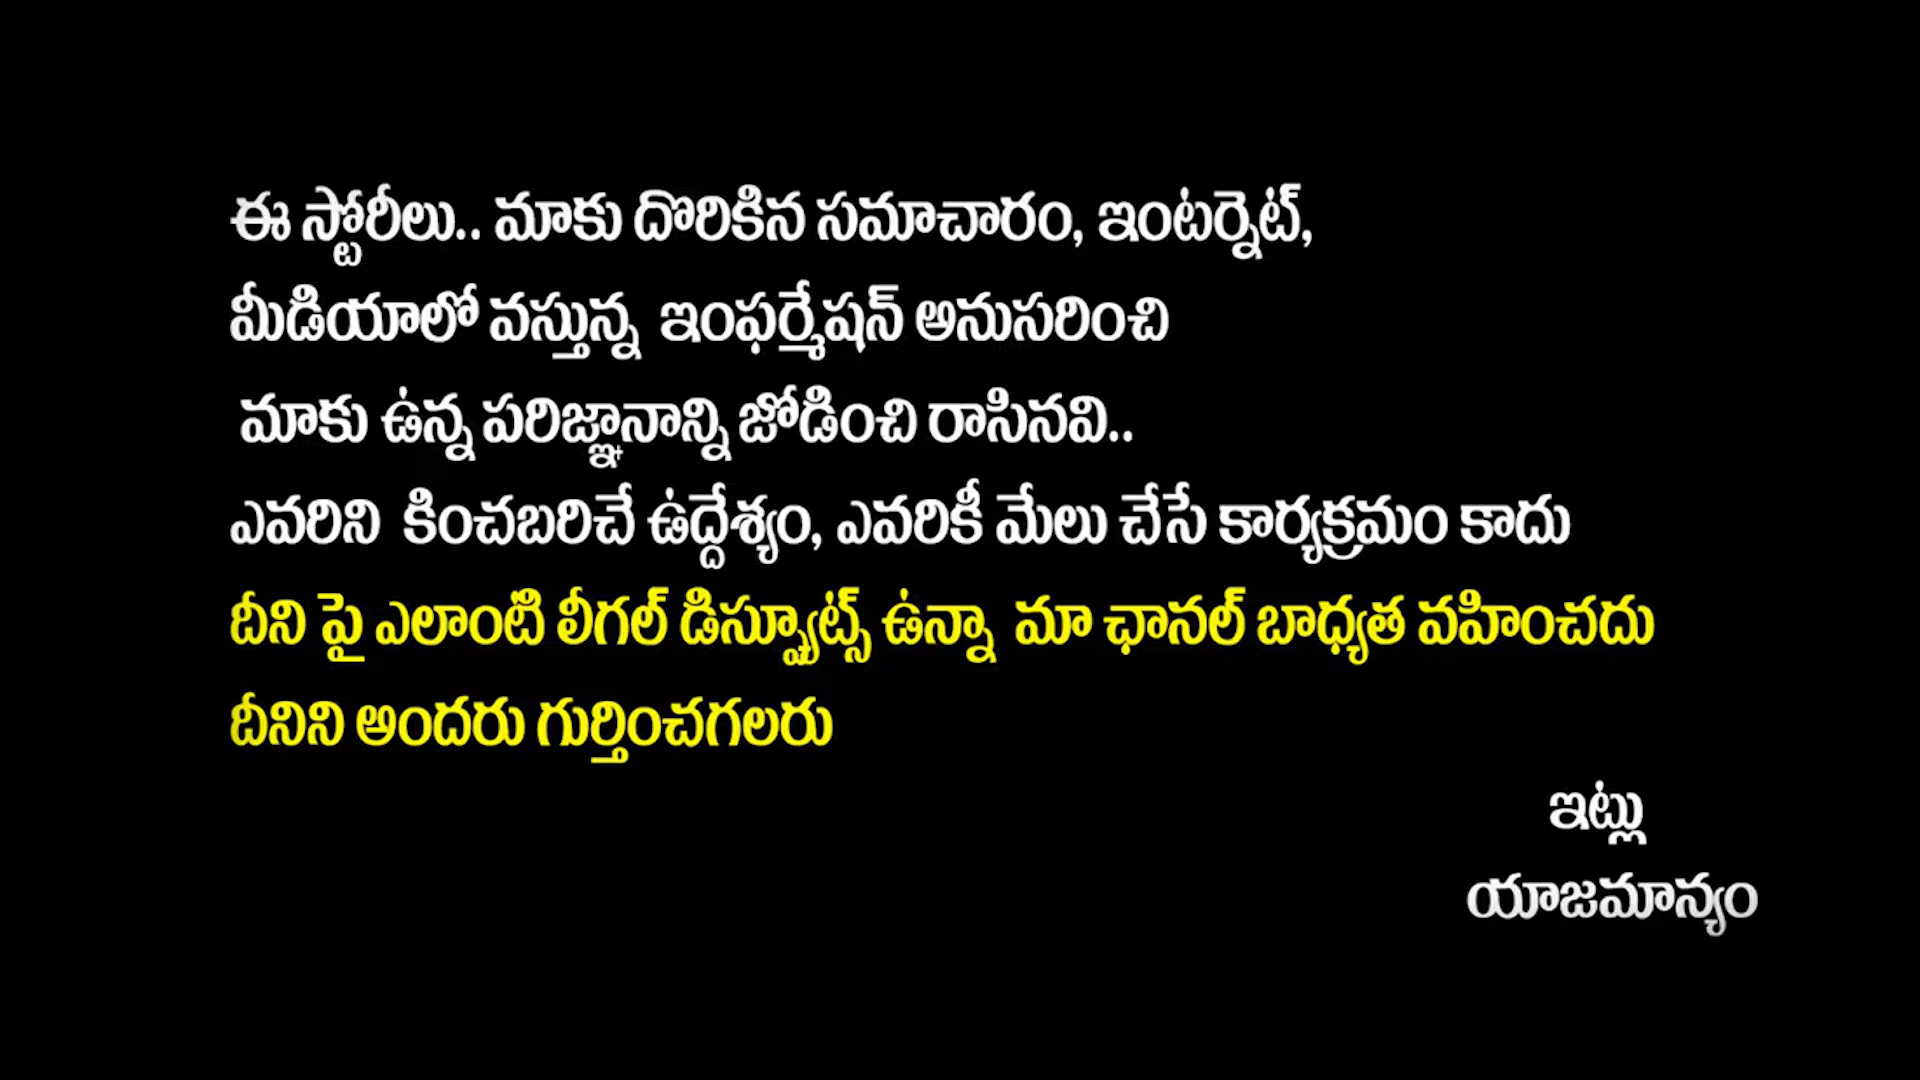 ఈ స్టోరీలు.. మాకు దొరికిన సమాచారం, ఇంటర్నెట్,
మీడియాలో వస్తున్న ఇంఫర్మేషన్ అనుసరించి
మాకు ఉన్న పరిజ్ఞానాన్ని జోడించి రాసినవి..
ఎవరిని కించబరిచే ఉద్దేశ్యం, ఎవరికీ మేలు చేసే కార్యక్రమం కాదు
దీని పై ఎలాంటి లీగల్ డిస్ప్యూట్స్ ఉన్నా మా ఛానల్ బాధ్యత వహించదు
దీనిని అందరు గుర్తించగలరు
ఇట్లు
యాజమాన్యం